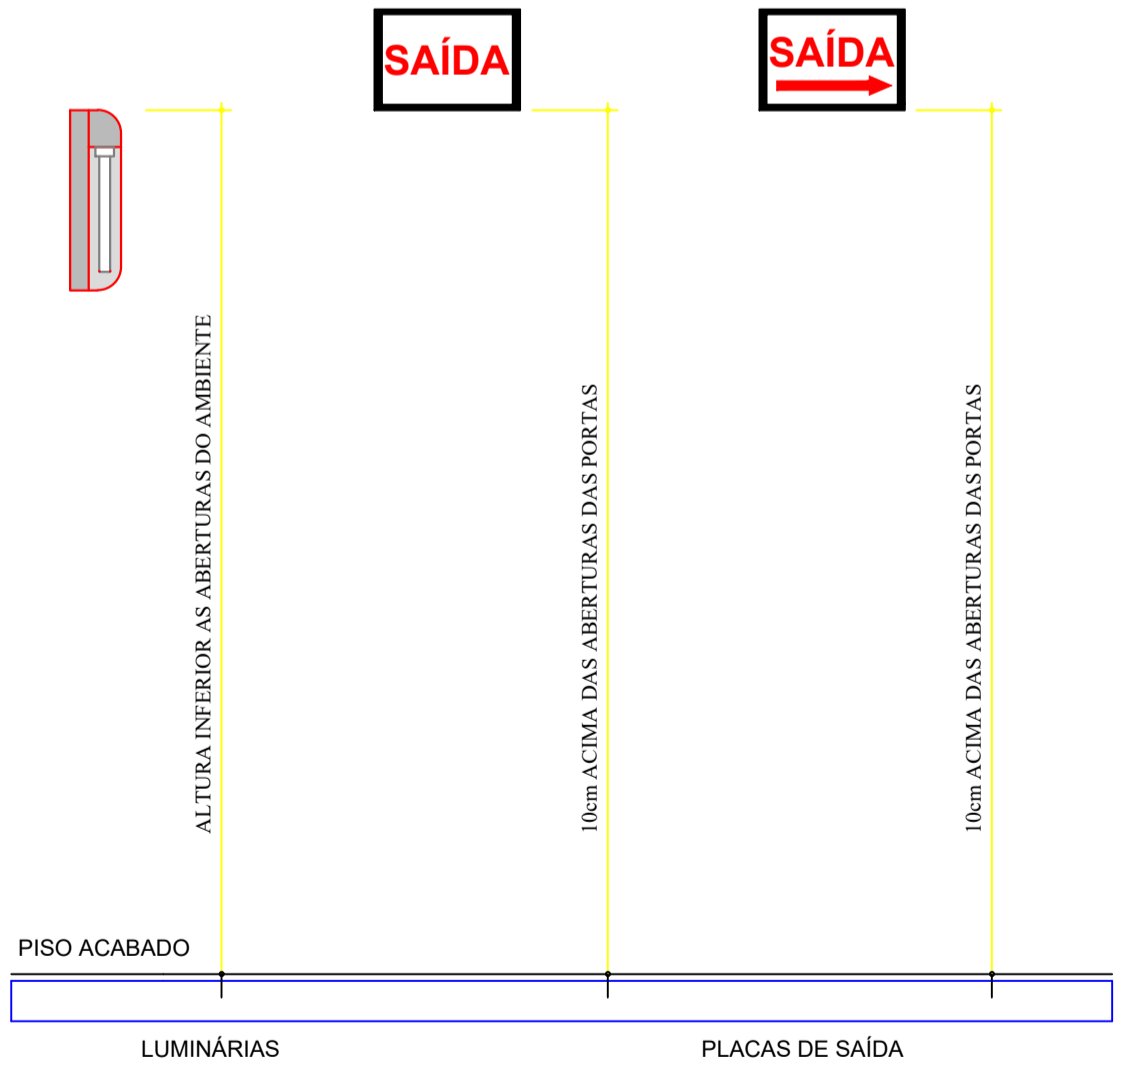 SAÍDA
SAÍDA
ALTURA INFERIOR AS ABERTURAS DO AMBIENTE
10cm ACIMA DAS ABERTURAS DAS PORTAS
10cm ACIMA DAS ABERTURAS DAS PORTAS
PISO ACABADO
LUMINÁRIAS
PLACAS DE SAÍDA